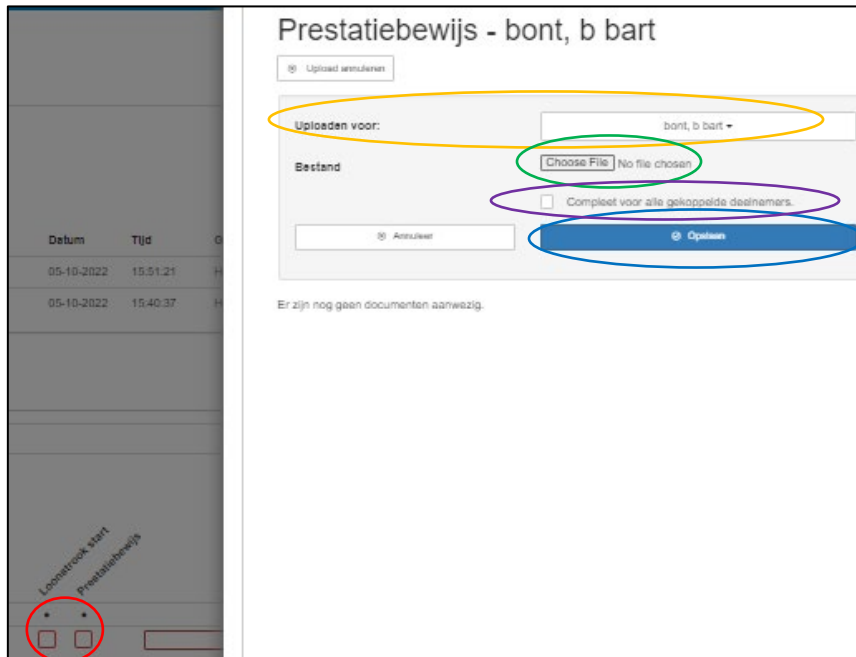 Prestatiebewijs - bont, b bart
Upload annuleren
Uploaden voor:
bont, b bart
Bestand
Choose File No file chosen
Compleet voor alle gekoppelde deelnemers.
Annuleer
Opslaan
Er zijn nog geen documenten aanwezig.
Datum Tijd
05-10-2022 15:51:21 H
05-10-2022 15:40:37 H
Loonstrook start
Prestatiebewijs